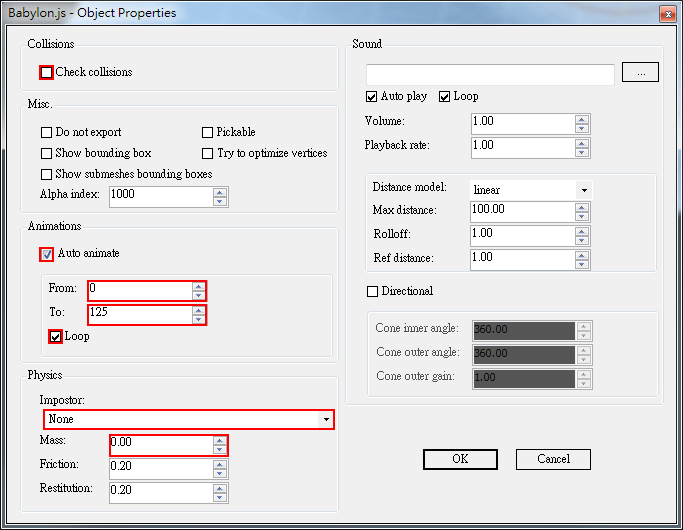 Babylon.js - Object Properties
x
Collisions
Check collisions
Misc.
Do not export
Pickable
Show bounding box
Try to optimize vertices
Show submeshes bounding boxes
Alpha index: 1000
Animations
Auto animate
From: 0
To: 125
Loop
Physics
Impostor:
None
Mass: 0.00
Friction: 0.20
Restitution: 0.20
Sound
...
Auto play
Loop
Volume: 1.00
Playback rate: 1.00
Distance model: linear
Max distance: 100.00
Rolloff: 1.00
Ref distance: 1.00
Directional
Cone inner angle: 360.00
Cone outer angle: 360.00
Cone outer gain: 1.00
OK
Cancel